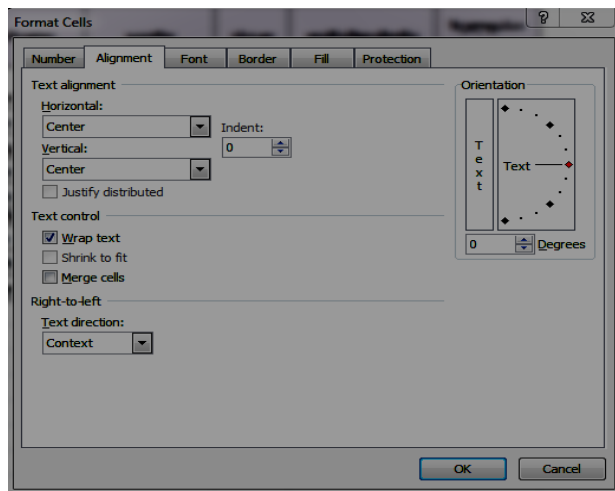 Format Cells
Number Alignment Font Border Fill Protection
Text alignment
Horizontal:
Center
Indent:
0
Vertical:
Center
Justify distributed
Text control
Wrap text
Shrink to fit
Merge cells
Right-to-left
Text direction:
Context
Orientation
Text
Text
0 Degrees
OK Cancel